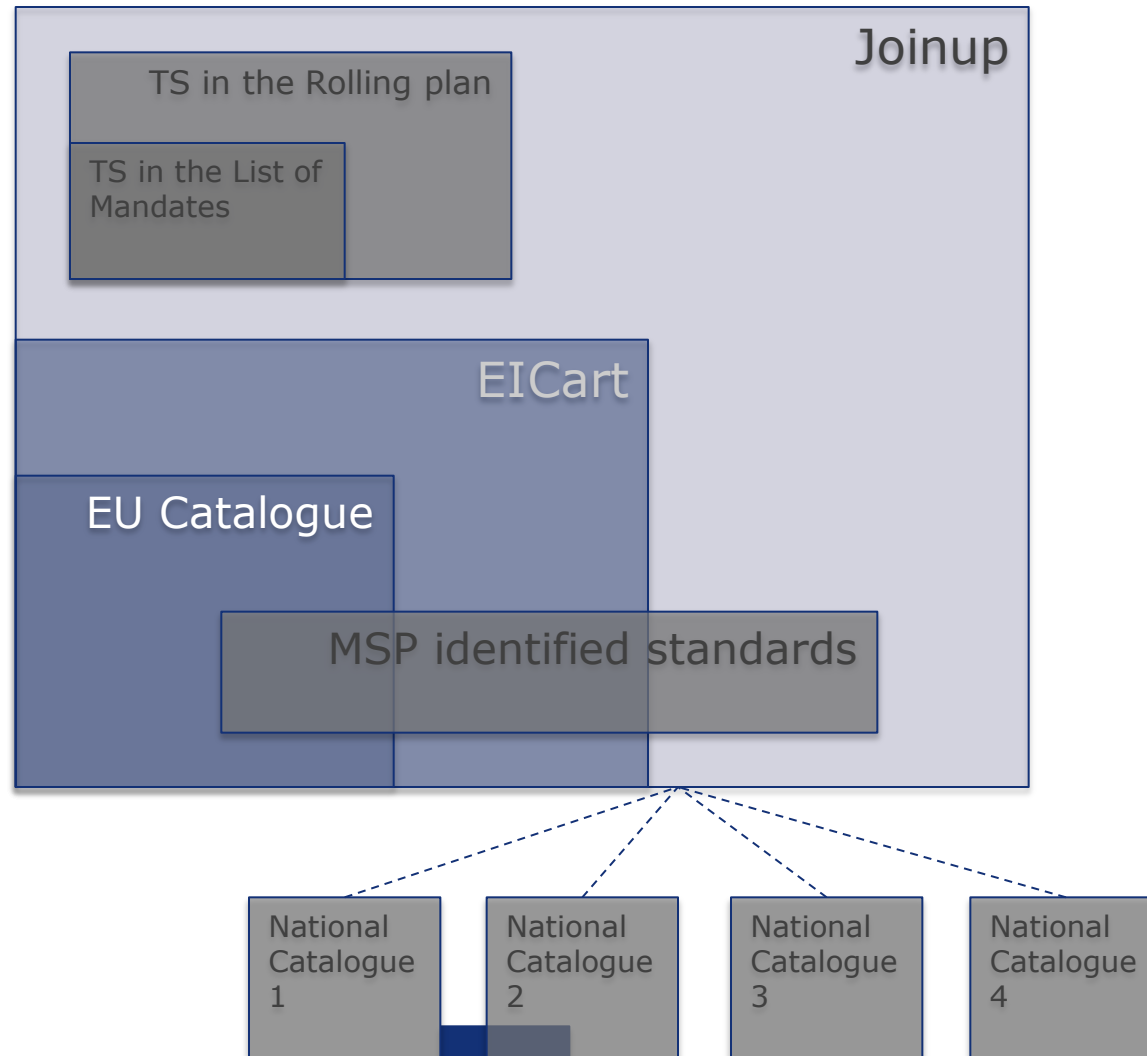 Joinup
TS in the Rolling plan
TS in the List of
Mandates
EICart
EU Catalogue
MSP identified standards
National
Catalogue
1
National
Catalogue
2
National
Catalogue
3
National
Catalogue
4